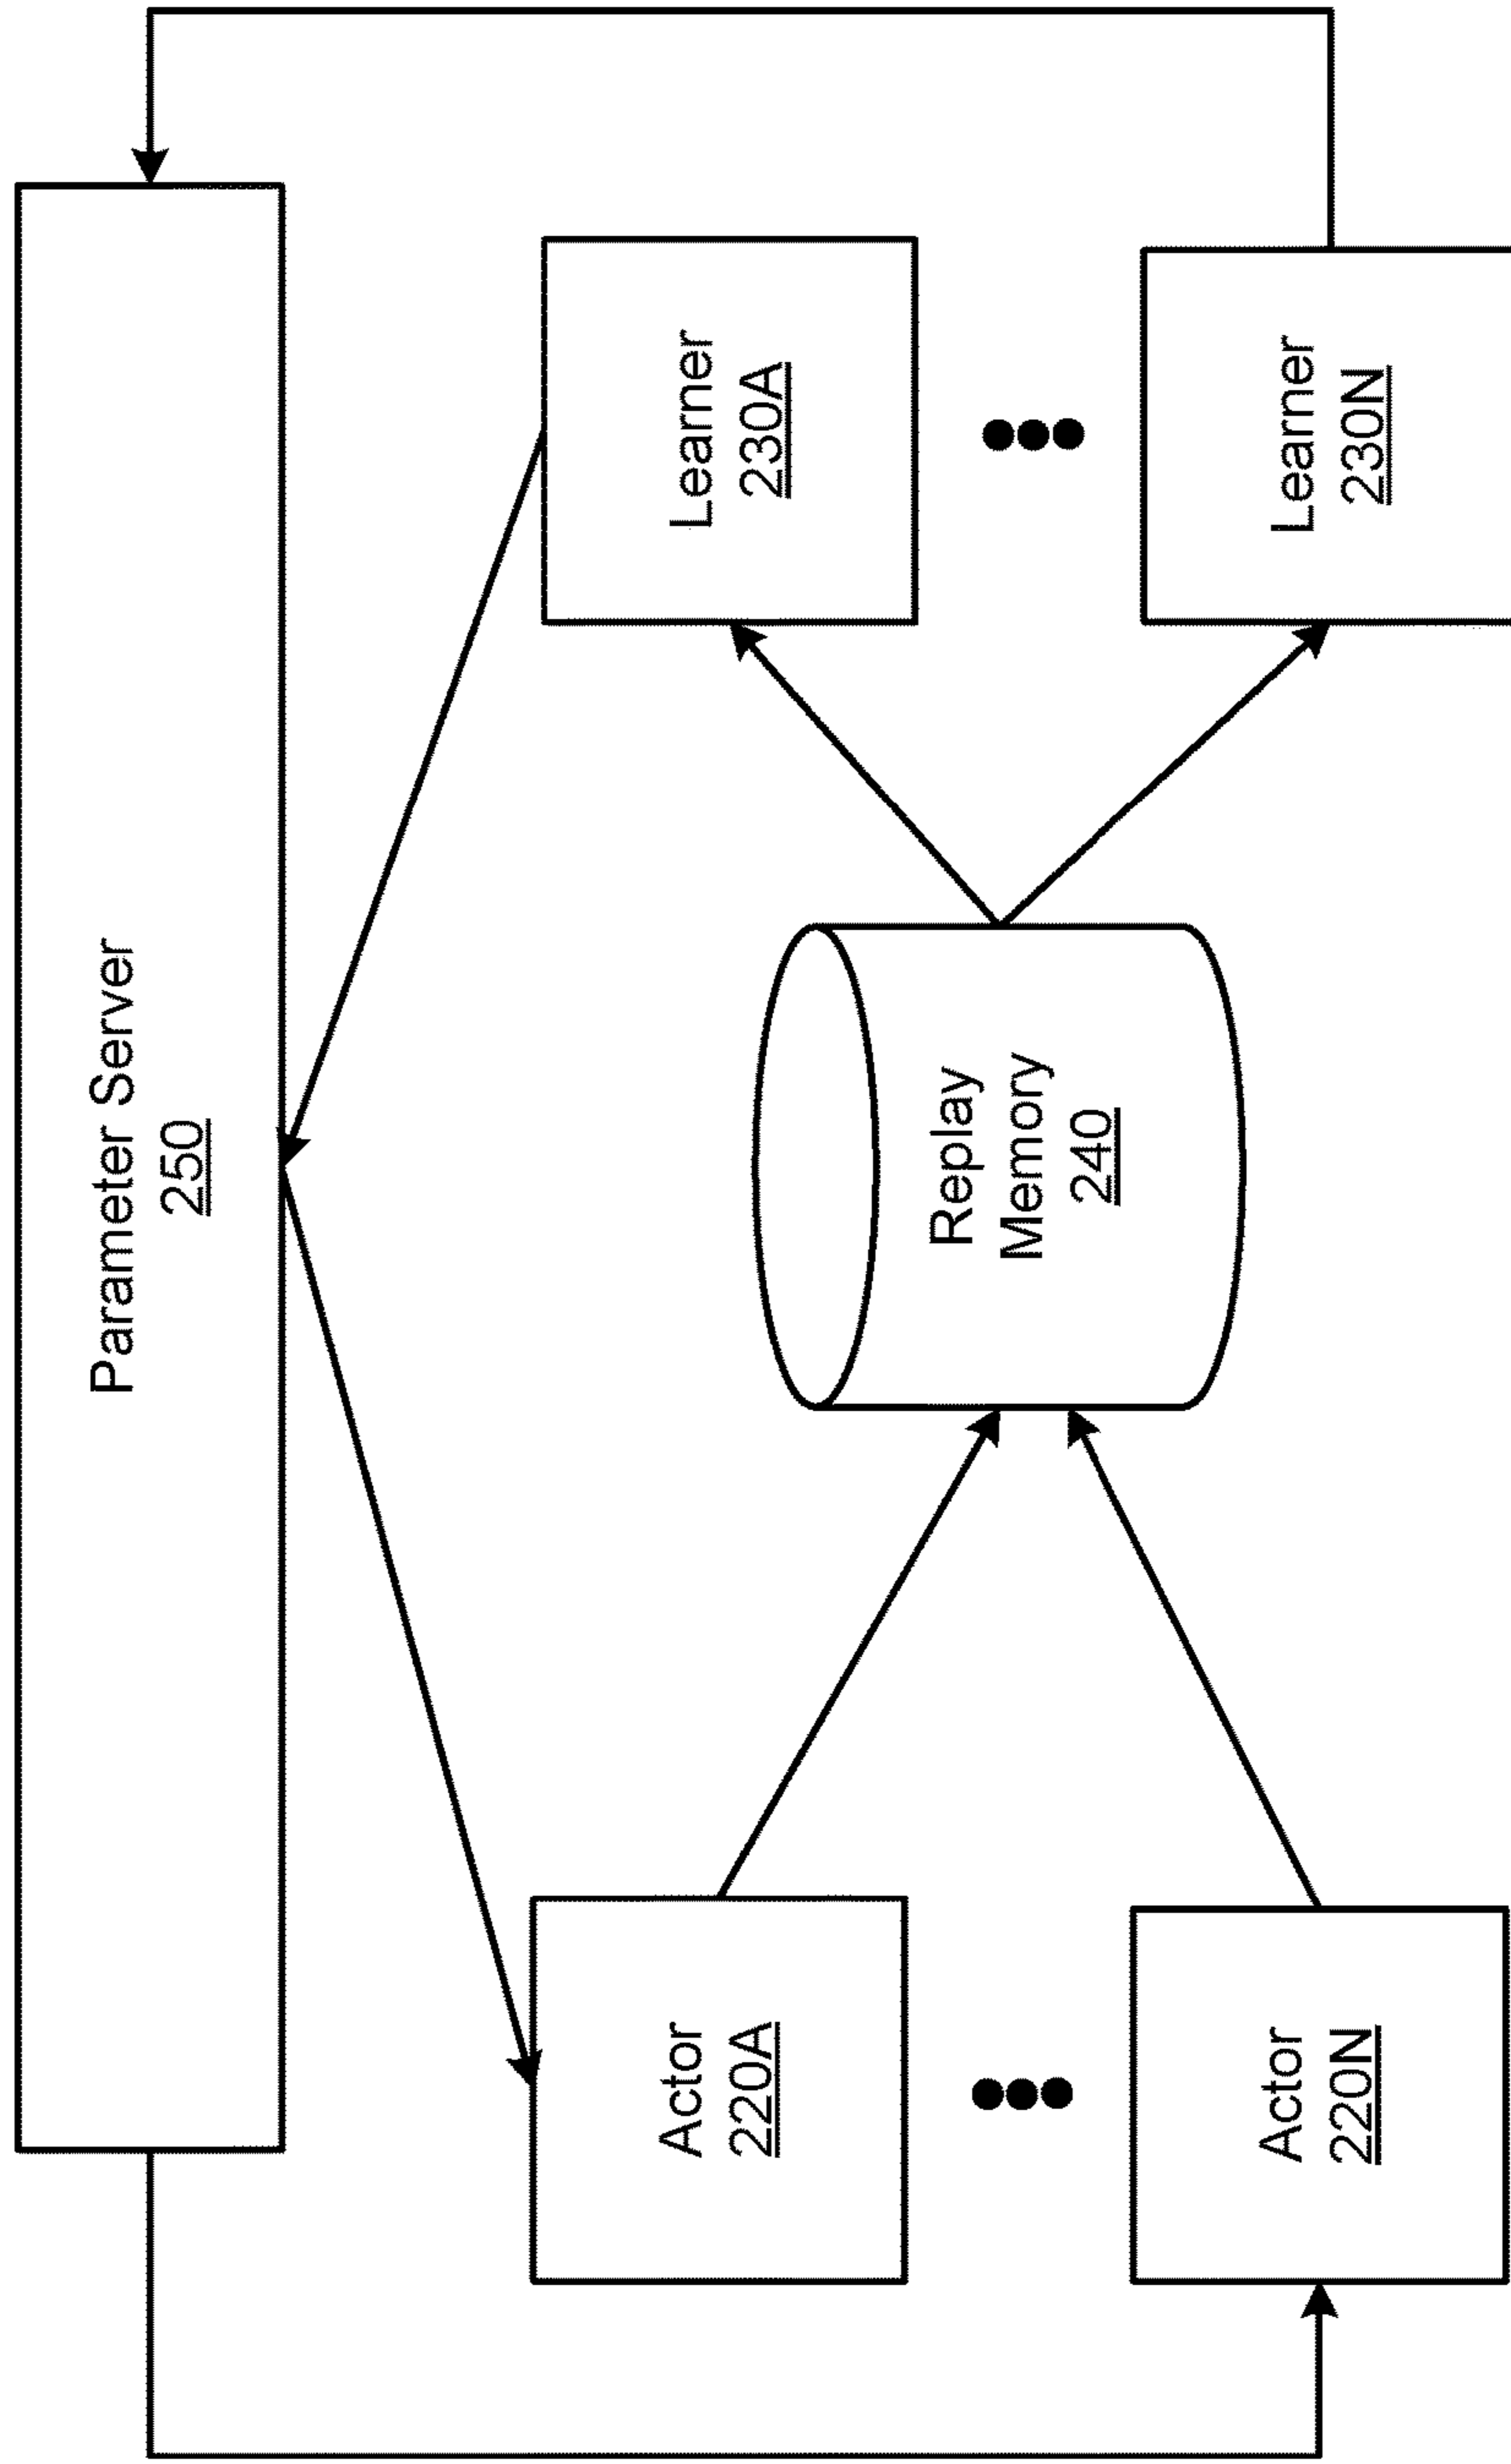 Parameter Server
250
Actor
220A
Replay
Memory
240
Learner
230A
Actor
220N
Learner
230N